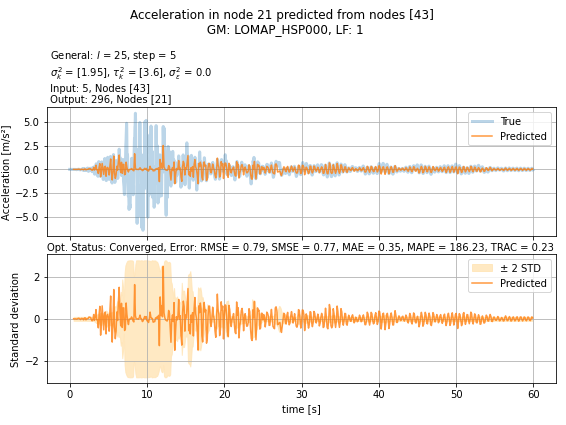 Acceleration in node 21 predicted from nodes [43]
GM: LOMAP_HSP000, LF: 1
General: l = 25, step = 5
σ²ₖ = [1.95], τ²ₖ = [3.6], σ²ε = 0.0
Input: 5, Nodes [43]
Output: 296, Nodes [21]
Acceleration [m/s²]
5.0
2.5
0.0
−2.5
−5.0
True
Predicted
Opt. Status: Converged, Error: RMSE = 0.79, SMSE = 0.77, MAE = 0.35, MAPE = 186.23, TRAC = 0.23
Standard deviation
2
0
−2
± 2 STD
Predicted
0 10 20 30 40 50 60
time [s]